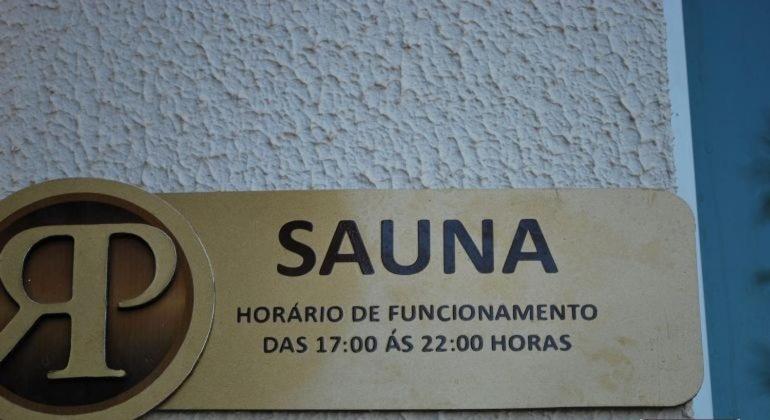 RP
SAUNA
HORÁRIO DE FUNCIONAMENTO
DAS 17:00 ÁS 22:00 HORAS